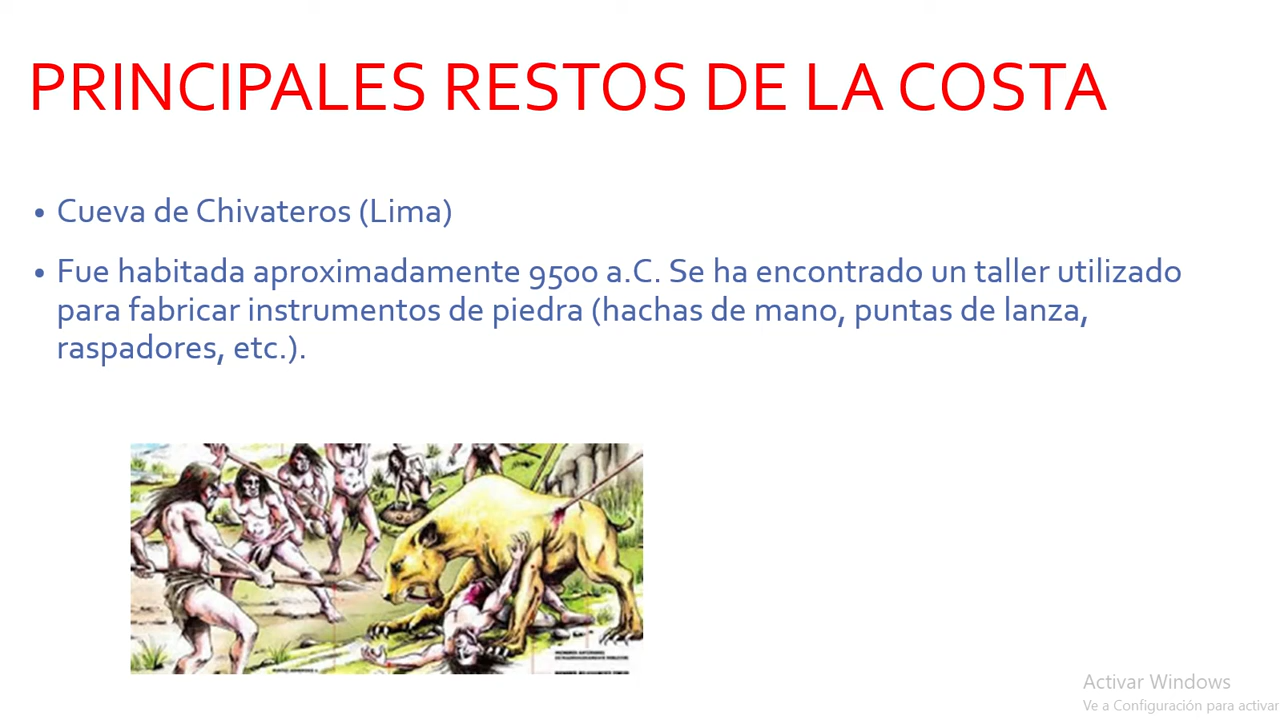 PRINCIPALES RESTOS DE LA COSTA
• Cueva de Chivateros (Lima)
• Fue habitada aproximadamente 9500 a.C. Se ha encontrado un taller utilizado
para fabricar instrumentos de piedra (hachas de mano, puntas de lanza,
raspadores, etc.).
Activar Windows
Ve a Configuración para activar